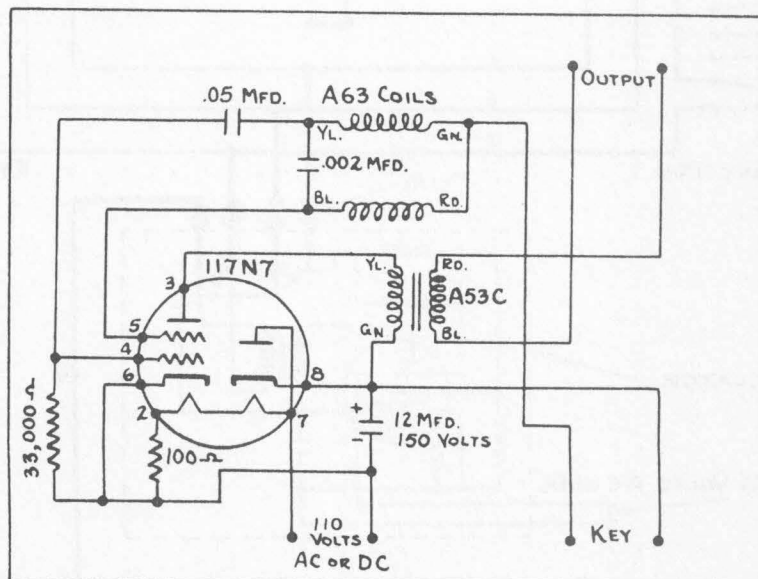 OUTPUT
.05 MFD.
A63 COILS
YL.
GN.
.002 MFD.
BL.
RD.
117N7
3
YL.
RD.
A53C
GN.
BL.
5
4
6
8
2
7
+
-
12 MFD.
150 VOLTS
33,000 Ω
100 Ω
110
VOLTS
AC OR DC
KEY